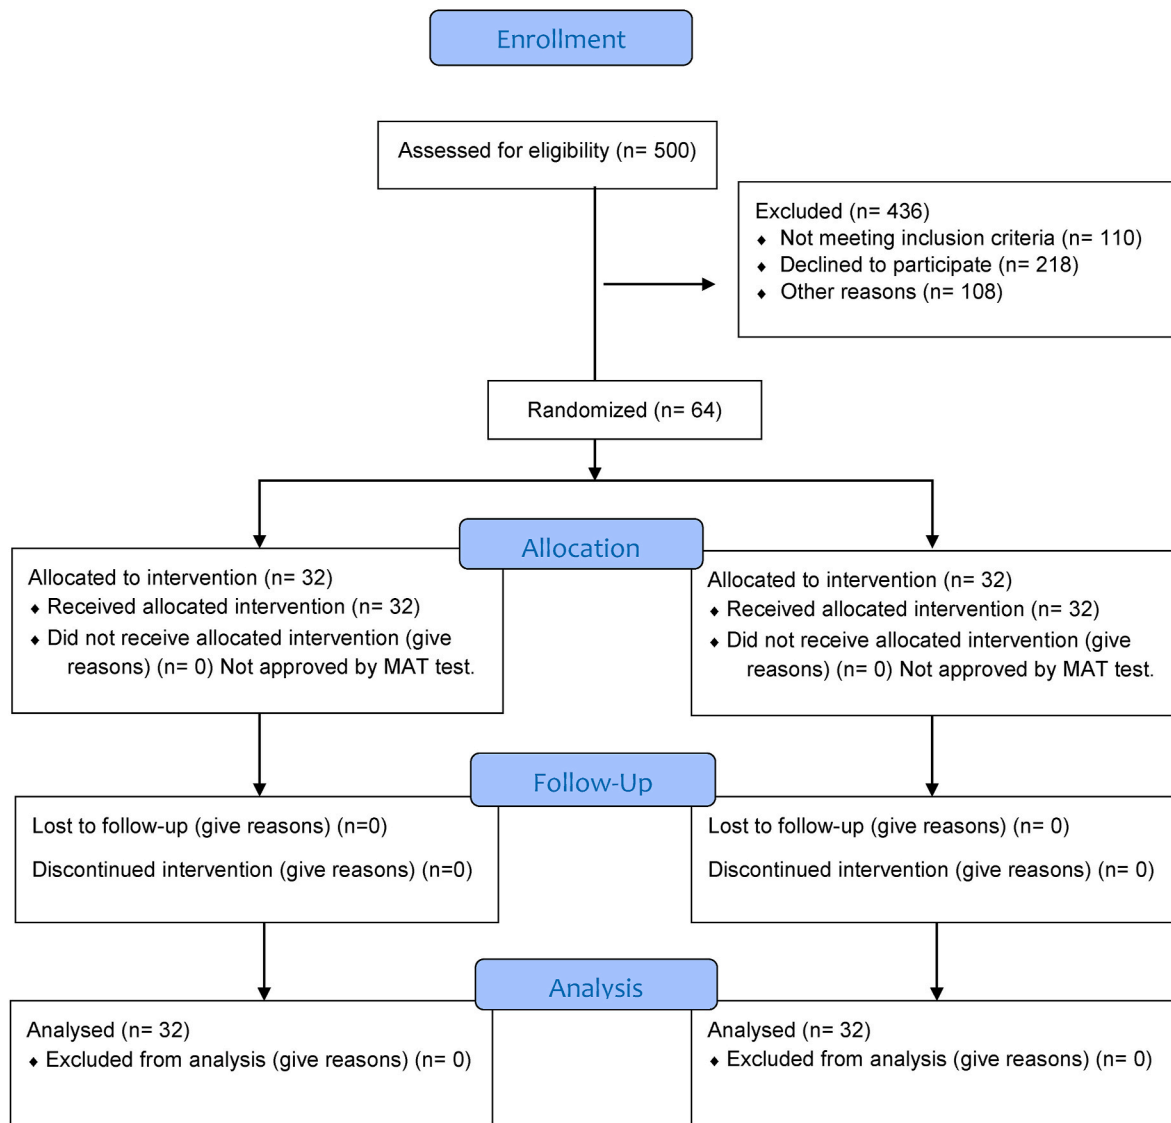 Enrollment
Assessed for eligibility (n= 500)
Excluded (n= 436)
♦ Not meeting inclusion criteria (n= 110)
♦ Declined to participate (n= 218)
♦ Other reasons (n= 108)
Randomized (n= 64)
Allocation
Allocated to intervention (n= 32)
♦ Received allocated intervention (n= 32)
♦ Did not receive allocated intervention (give
reasons) (n= 0) Not approved by MAT test.
Allocated to intervention (n= 32)
♦ Received allocated intervention (n= 32)
♦ Did not receive allocated intervention (give
reasons) (n= 0) Not approved by MAT test.
Follow-Up
Lost to follow-up (give reasons) (n=0)
Discontinued intervention (give reasons) (n=0)
Lost to follow-up (give reasons) (n= 0)
Discontinued intervention (give reasons) (n= 0)
Analysis
Analysed (n= 32)
♦ Excluded from analysis (give reasons) (n= 0)
Analysed (n= 32)
♦ Excluded from analysis (give reasons) (n= 0)